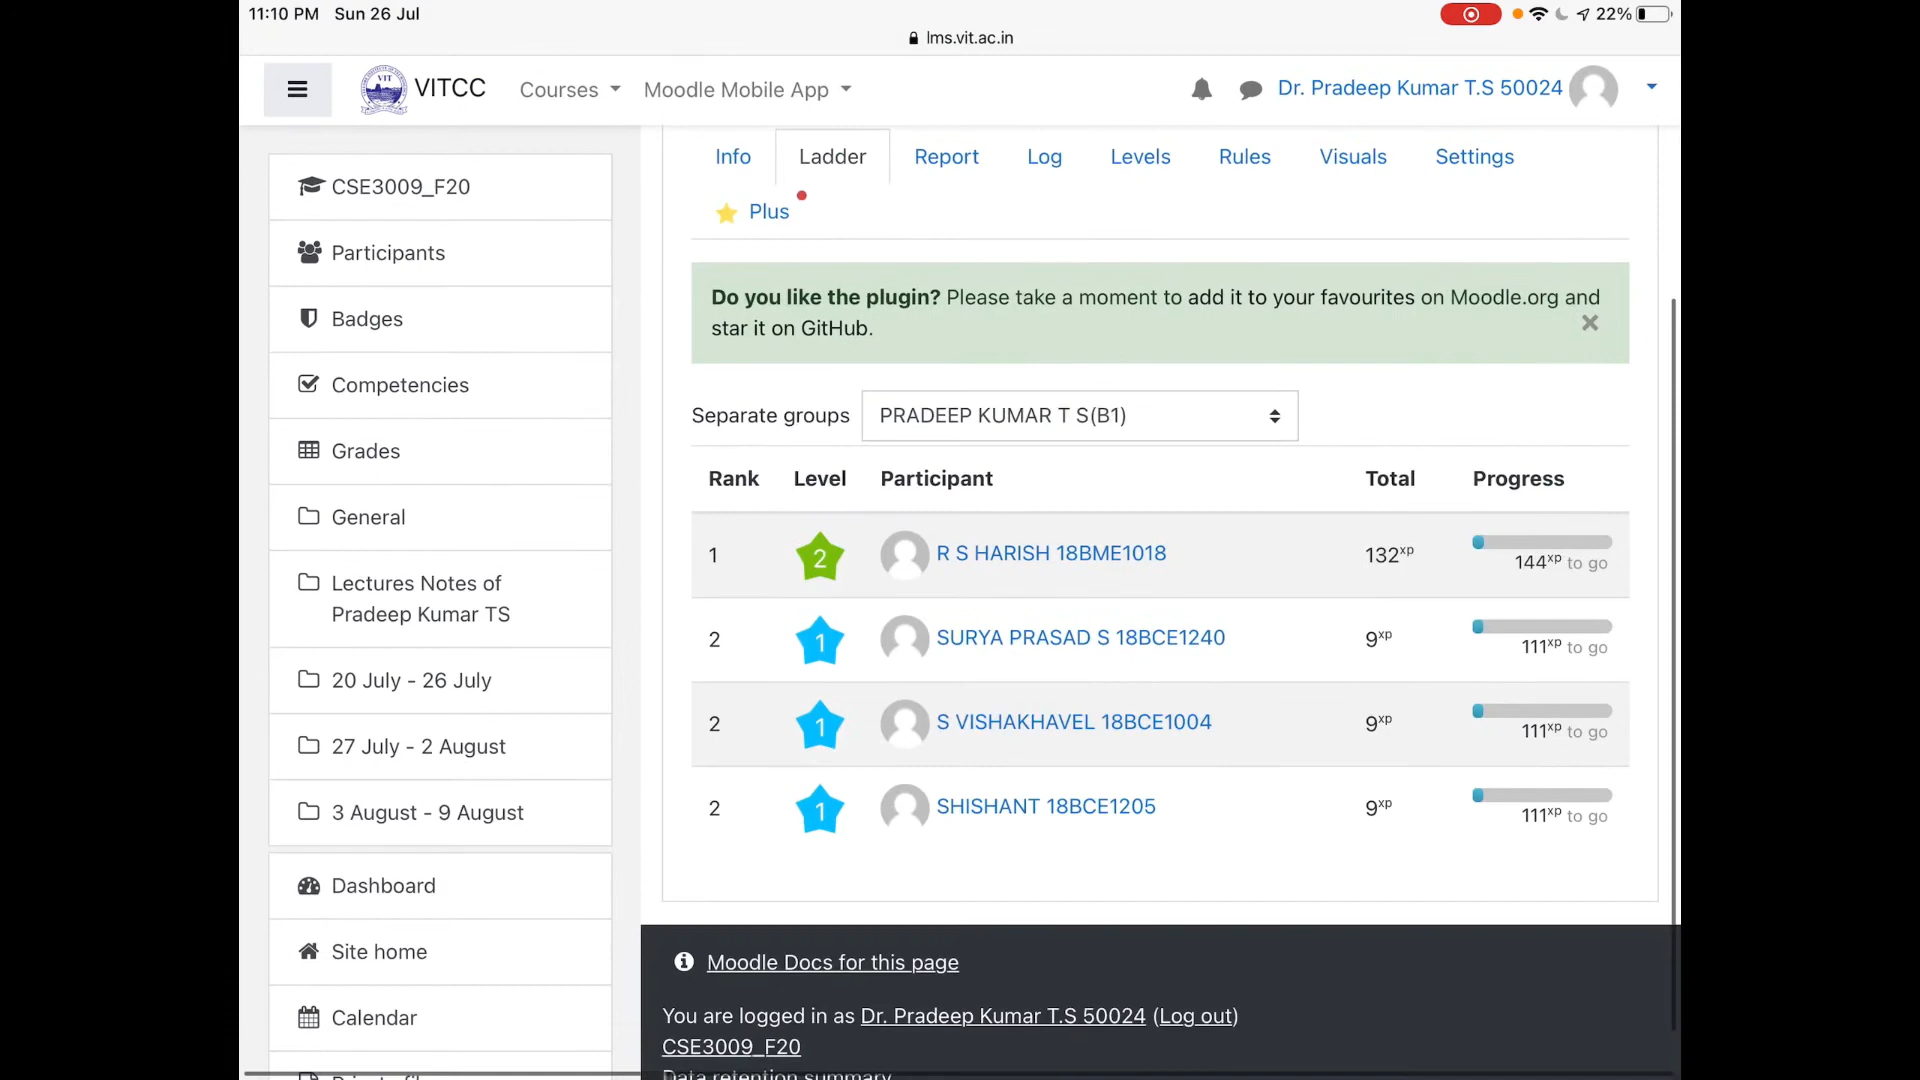 11:10 PM Sun 26 Jul
22%
lms.vit.ac.in
VIT
VITCC
Courses
Moodle Mobile App
Dr. Pradeep Kumar T.S 50024
CSE3009_F20
Participants
Badges
Competencies
Grades
General
Lectures Notes of
Pradeep Kumar TS
20 July - 26 July
27 July - 2 August
3 August - 9 August
Dashboard
Site home
Calendar
Info Ladder Report Log Levels Rules Visuals Settings
Plus
Do you like the plugin? Please take a moment to add it to your favourites on Moodle.org and
star it on GitHub.
×
Separate groups PRADEEP KUMAR T S(B1)
Rank Level Participant Total Progress
1 2 R S HARISH 18BME1018 132xp 144xp to go
2 1 SURYA PRASAD S 18BCE1240 9xp 111xp to go
2 1 S VISHAKHAVEL 18BCE1004 9xp 111xp to go
2 1 SHISHANT 18BCE1205 9xp 111xp to go
Moodle Docs for this page
You are logged in as Dr. Pradeep Kumar T.S 50024 (Log out)
CSE3009_F20
Data retention summary